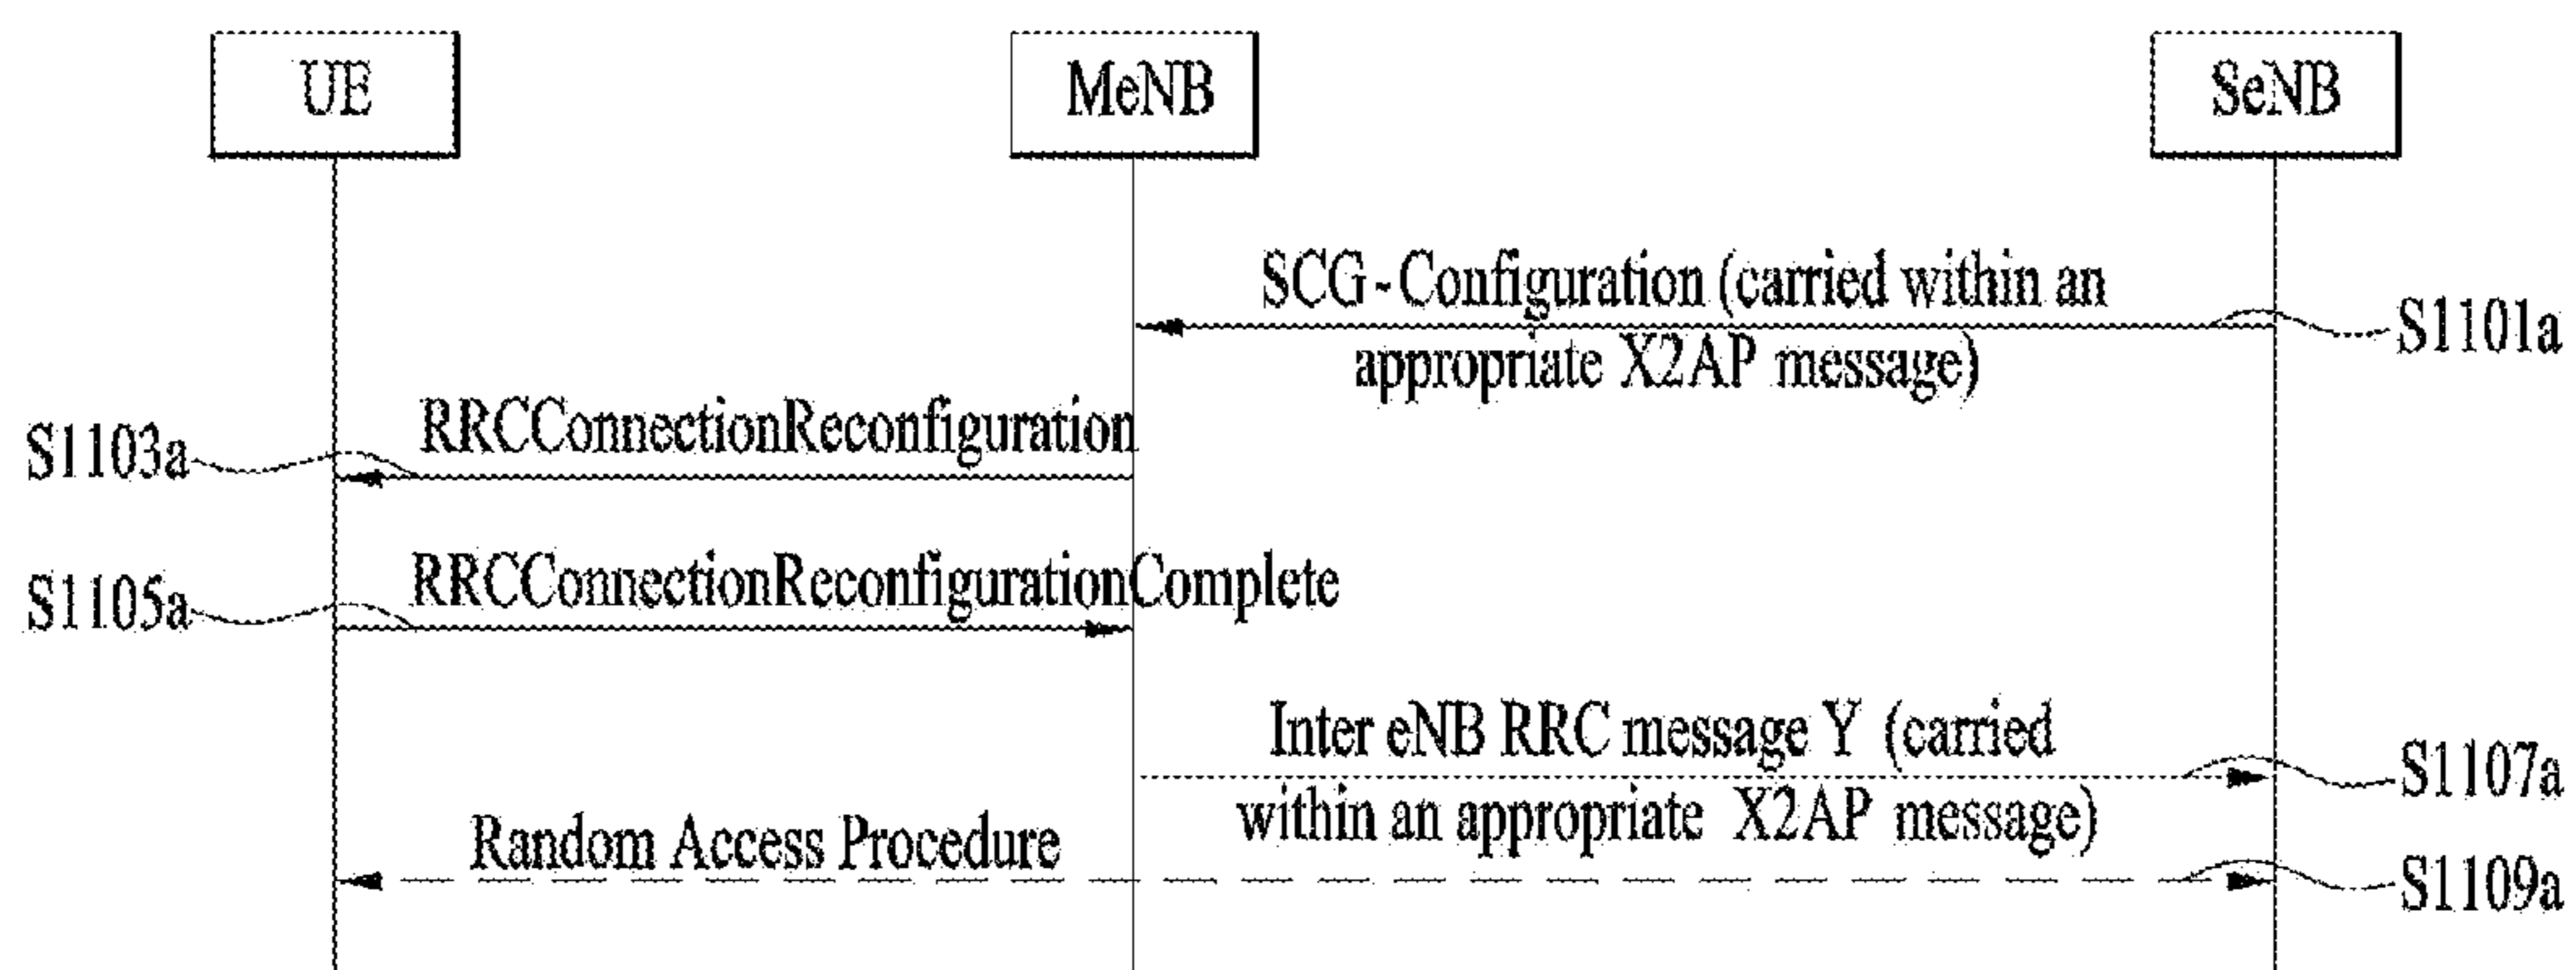 UE
MeNB
SeNB
SCG-Configuration (carried within an
appropriate X2AP message)
S1101a
RRCConnectionReconfiguration
S1103a
RRCConnectionReconfigurationComplete
S1105a
Inter eNB RRC message Y (carried
within an appropriate X2AP message)
S1107a
Random Access Procedure
S1109a